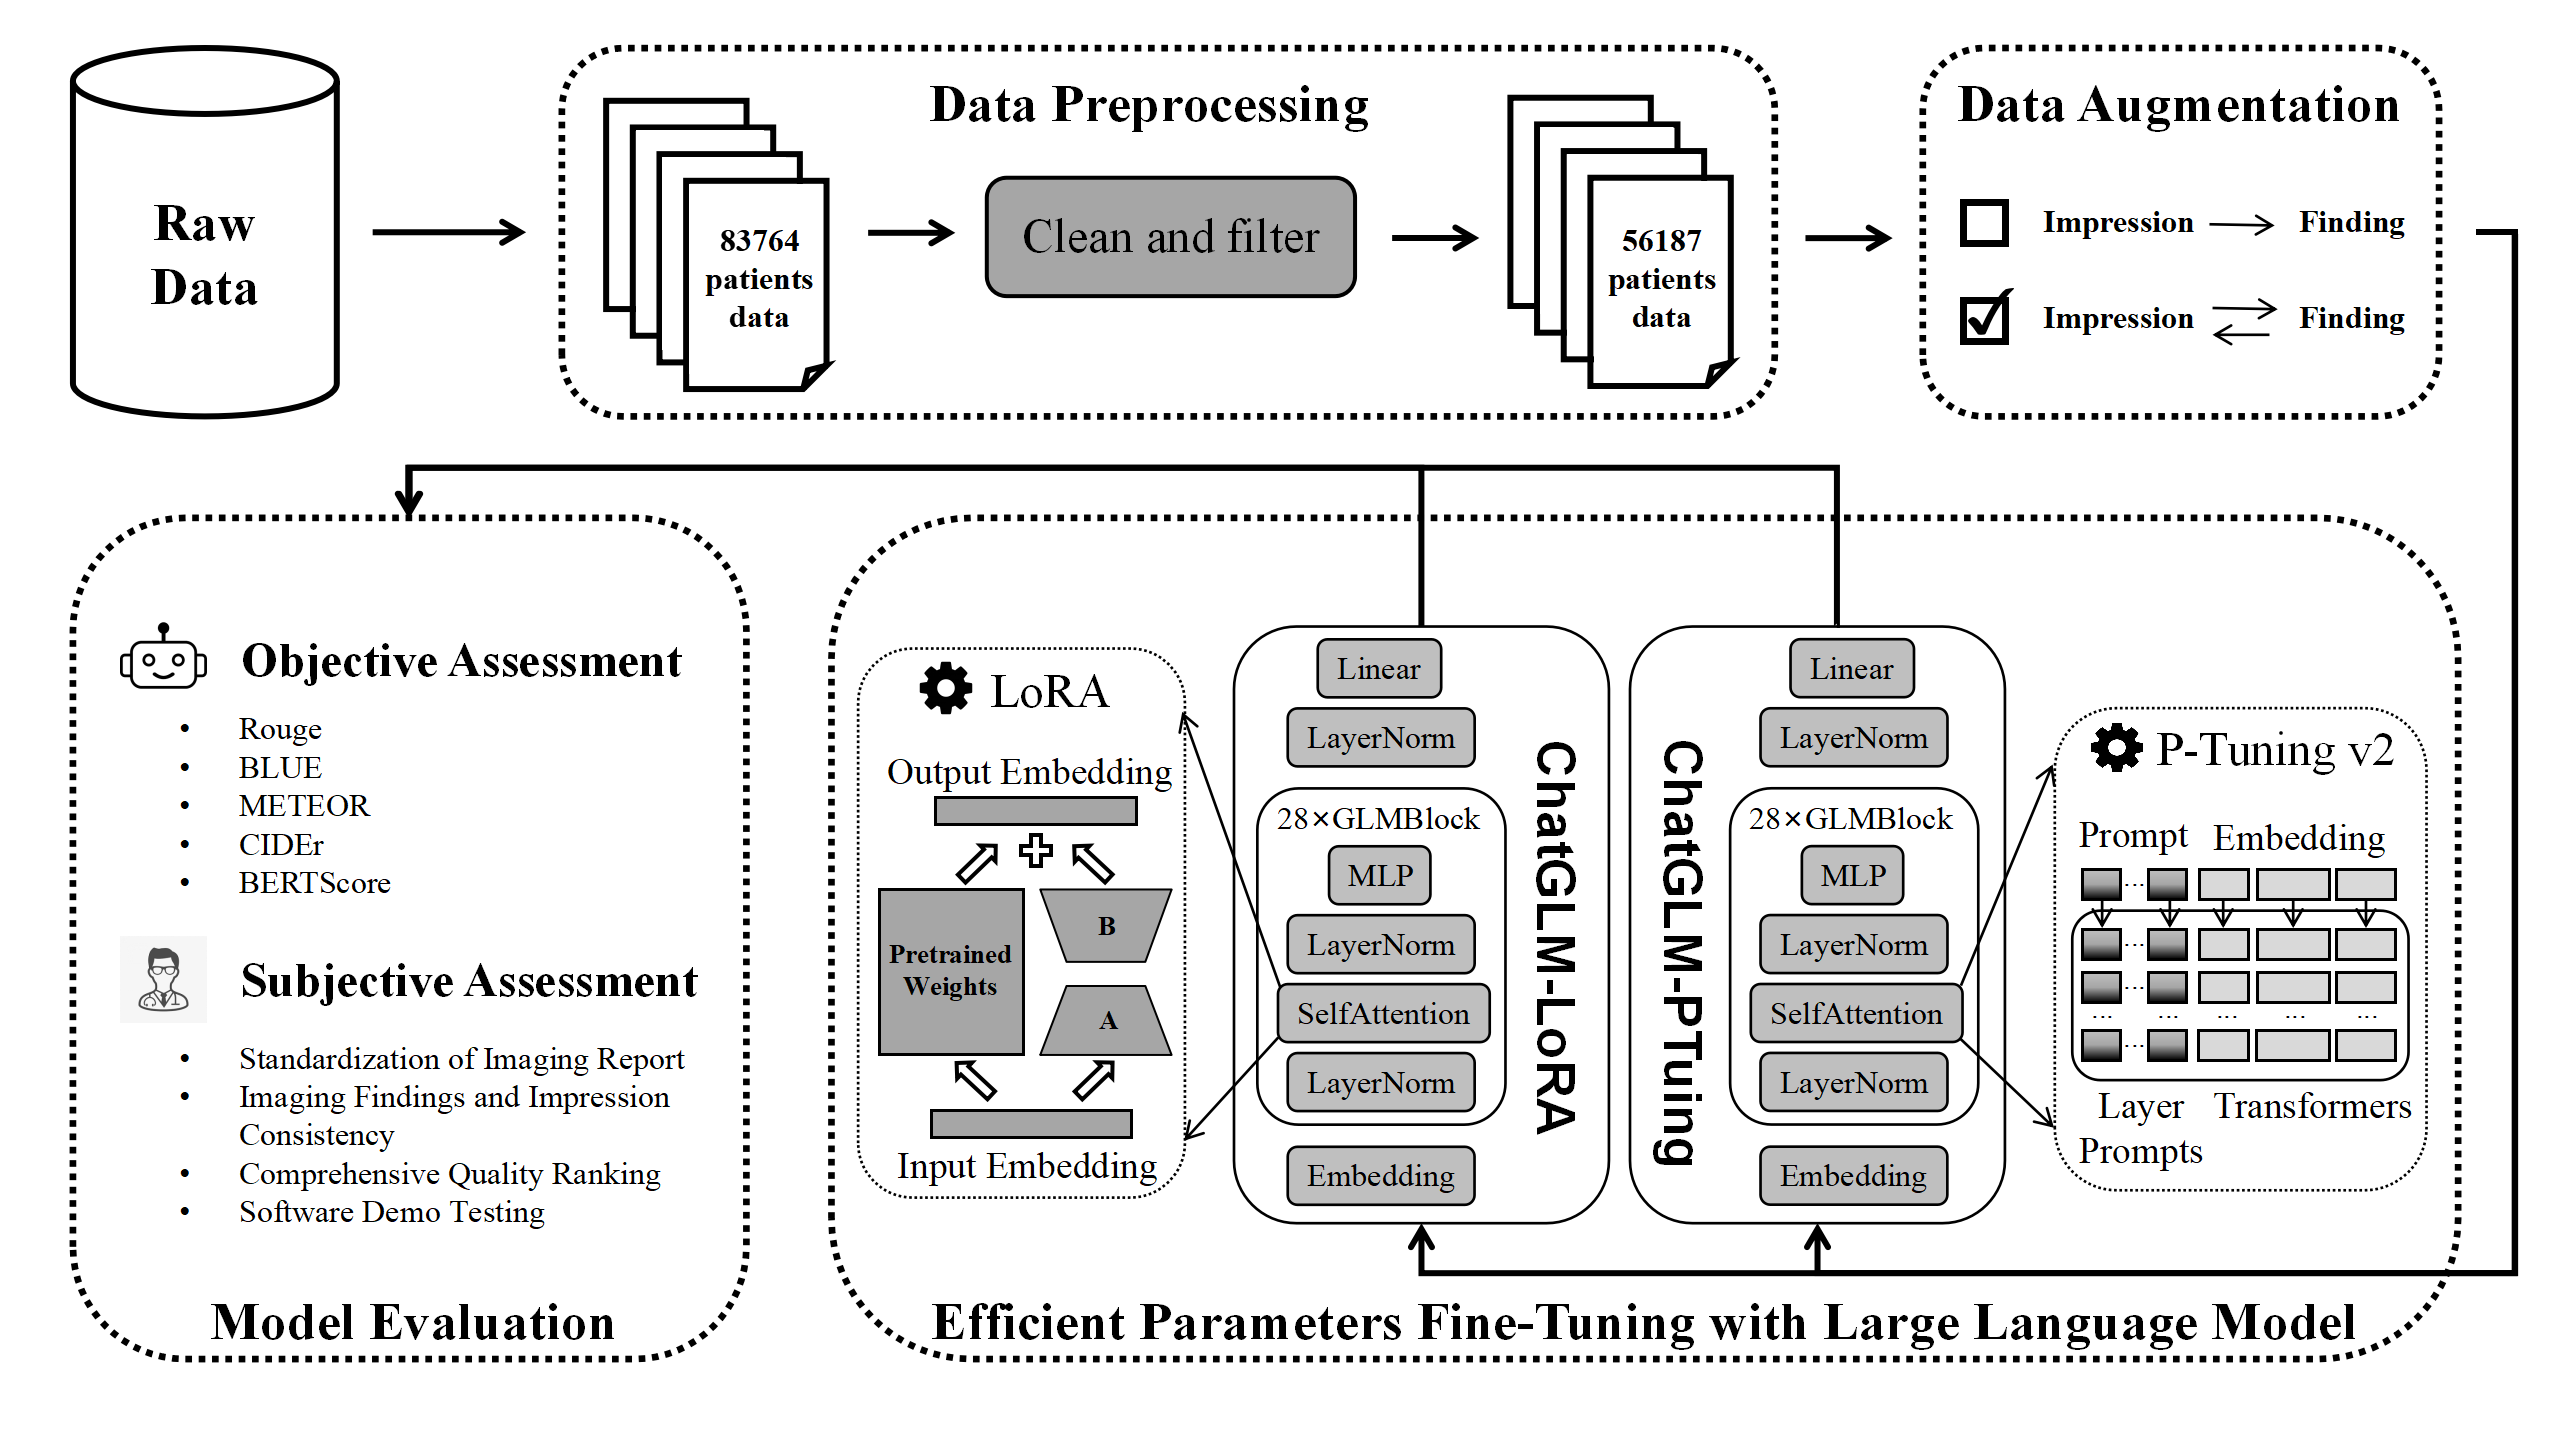 Raw
Data
Data Preprocessing
83764
patients
data
Clean and filter
56187
patients
data
Data Augmentation
Impression
Finding
Impression
Finding
Objective Assessment
• Rouge
• BLUE
• METEOR
• CIDEr
• BERTScore
Subjective Assessment
• Standardization of Imaging Report
• Imaging Findings and Impression
Consistency
• Comprehensive Quality Ranking
• Software Demo Testing
Model Evaluation
LoRA
Output Embedding
Pretrained
Weights
B
A
Input Embedding
Linear
LayerNorm
28×GLMBlock
MLP
LayerNorm
SelfAttention
LayerNorm
Embedding
ChatGLM-LoRA
ChatGLM-PTuing
Linear
LayerNorm
28×GLMBlock
MLP
LayerNorm
SelfAttention
LayerNorm
Embedding
P-Tuning v2
Prompt Embedding
...
...
...
... ... ... ... ...
...
Layer Transformers
Prompts
Efficient Parameters Fine-Tuning with Large Language Model